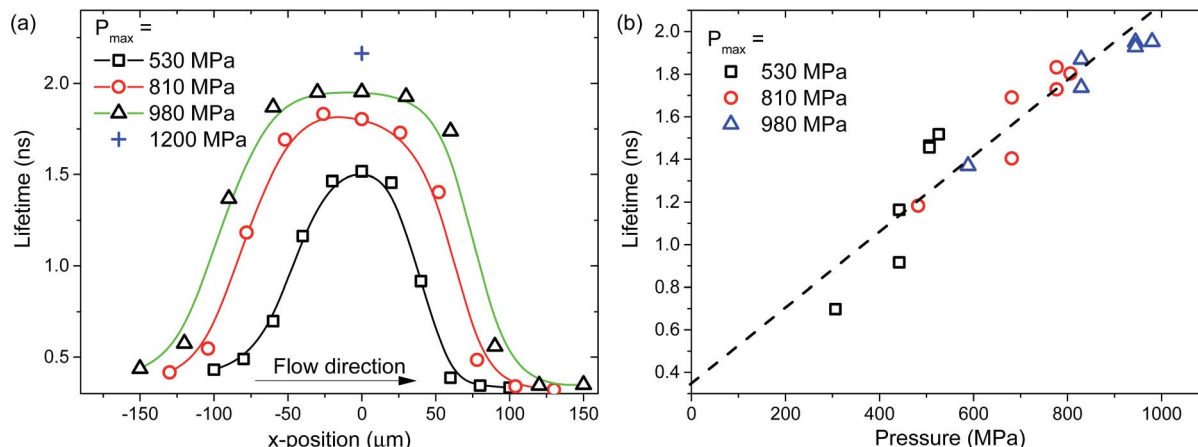 (a)
P max =
530 MPa
810 MPa
980 MPa
1200 MPa
Flow direction
Lifetime (ns)
2.0
1.5
1.0
0.5
-150 -100 -50 0 50 100 150
x-position (μm)
(b)
P max =
530 MPa
810 MPa
980 MPa
Lifetime (ns)
2.0
1.8
1.6
1.4
1.2
1.0
0.8
0.6
0.4
0 200 400 600 800 1000
Pressure (MPa)